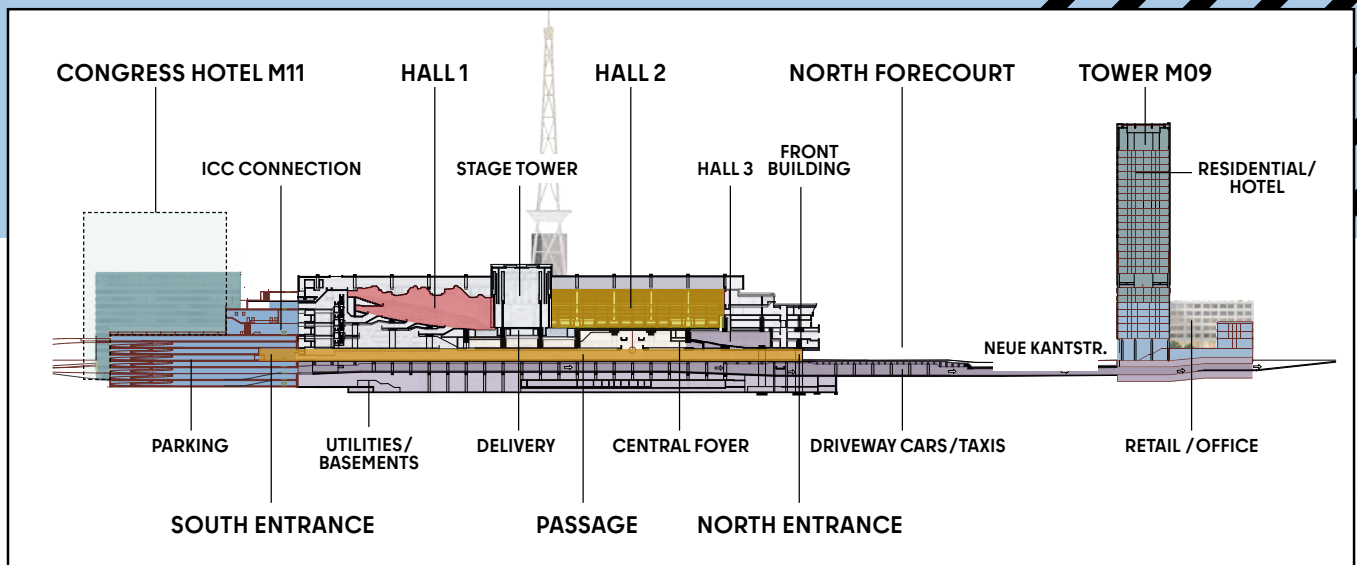 CONGRESS HOTEL M11
HALL 1
HALL 2
NORTH FORECOURT
TOWER M09
ICC CONNECTION
STAGE TOWER
HALL 3
FRONT
BUILDING
RESIDENTIAL/
HOTEL
NEUE KANTSTR.
PARKING
UTILITIES/
BASEMENTS
DELIVERY
CENTRAL FOYER
DRIVEWAY CARS/TAXIS
RETAIL /OFFICE
SOUTH ENTRANCE
PASSAGE
NORTH ENTRANCE